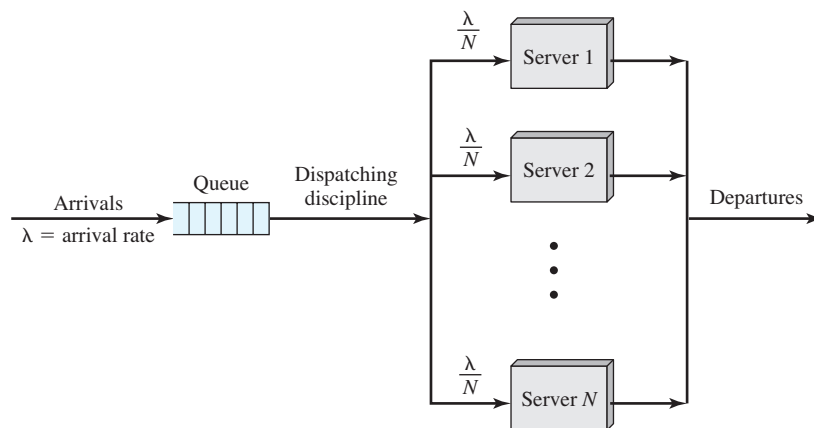 λ
N
Server 1
λ
N
Server 2
Dispatching
discipline
Queue
Arrivals
λ = arrival rate
Departures
λ
N
Server N